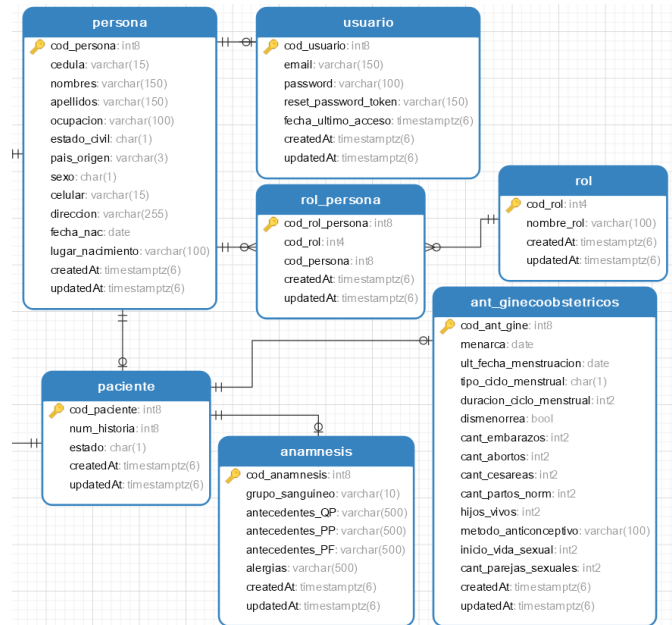 persona
cod_persona: int8
cedula: varchar(15)
nombres: varchar(150)
apellidos: varchar(150)
ocupacion: varchar(100)
estado_civil: char(1)
pais_origen: varchar(3)
sexo: char(1)
celular: varchar(15)
direccion: varchar(255)
fecha_nac: date
lugar_nacimiento: varchar(100)
createdAt: timestamptz(6)
updatedAt: timestamptz(6)
usuario
cod_usuario: int8
email: varchar(150)
password: varchar(100)
reset_password_token: varchar(150)
fecha_ultimo_acceso: timestamptz(6)
createdAt: timestamptz(6)
updatedAt: timestamptz(6)
rol_persona
cod_rol_persona: int8
cod_rol: int4
cod_persona: int8
createdAt: timestamptz(6)
updatedAt: timestamptz(6)
rol
cod_rol: int4
nombre_rol: varchar(100)
createdAt: timestamptz(6)
updatedAt: timestamptz(6)
paciente
cod_paciente: int8
num_historia: int8
estado: char(1)
createdAt: timestamptz(6)
updatedAt: timestamptz(6)
anamnesis
cod_anamnesis: int8
grupo_sanguineo: varchar(10)
antecedentes_QP: varchar(500)
antecedentes_PP: varchar(500)
antecedentes_PF: varchar(500)
alergias: varchar(500)
createdAt: timestamptz(6)
updatedAt: timestamptz(6)
ant_ginecoobstetricos
cod_ant_gine: int8
menarca: date
ult_fecha_menstruacion: date
tipo_ciclo_menstrual: char(1)
duracion_ciclo_menstrual: int2
dismenorrea: bool
cant_embarazos: int2
cant_abortos: int2
cant_cesareas: int2
cant_partos_norm: int2
hijos_vivos: int2
metodo_anticonceptivo: varchar(100)
inicio_vida_sexual: int2
cant_parejas_sexuales: int2
createdAt: timestamptz(6)
updatedAt: timestamptz(6)